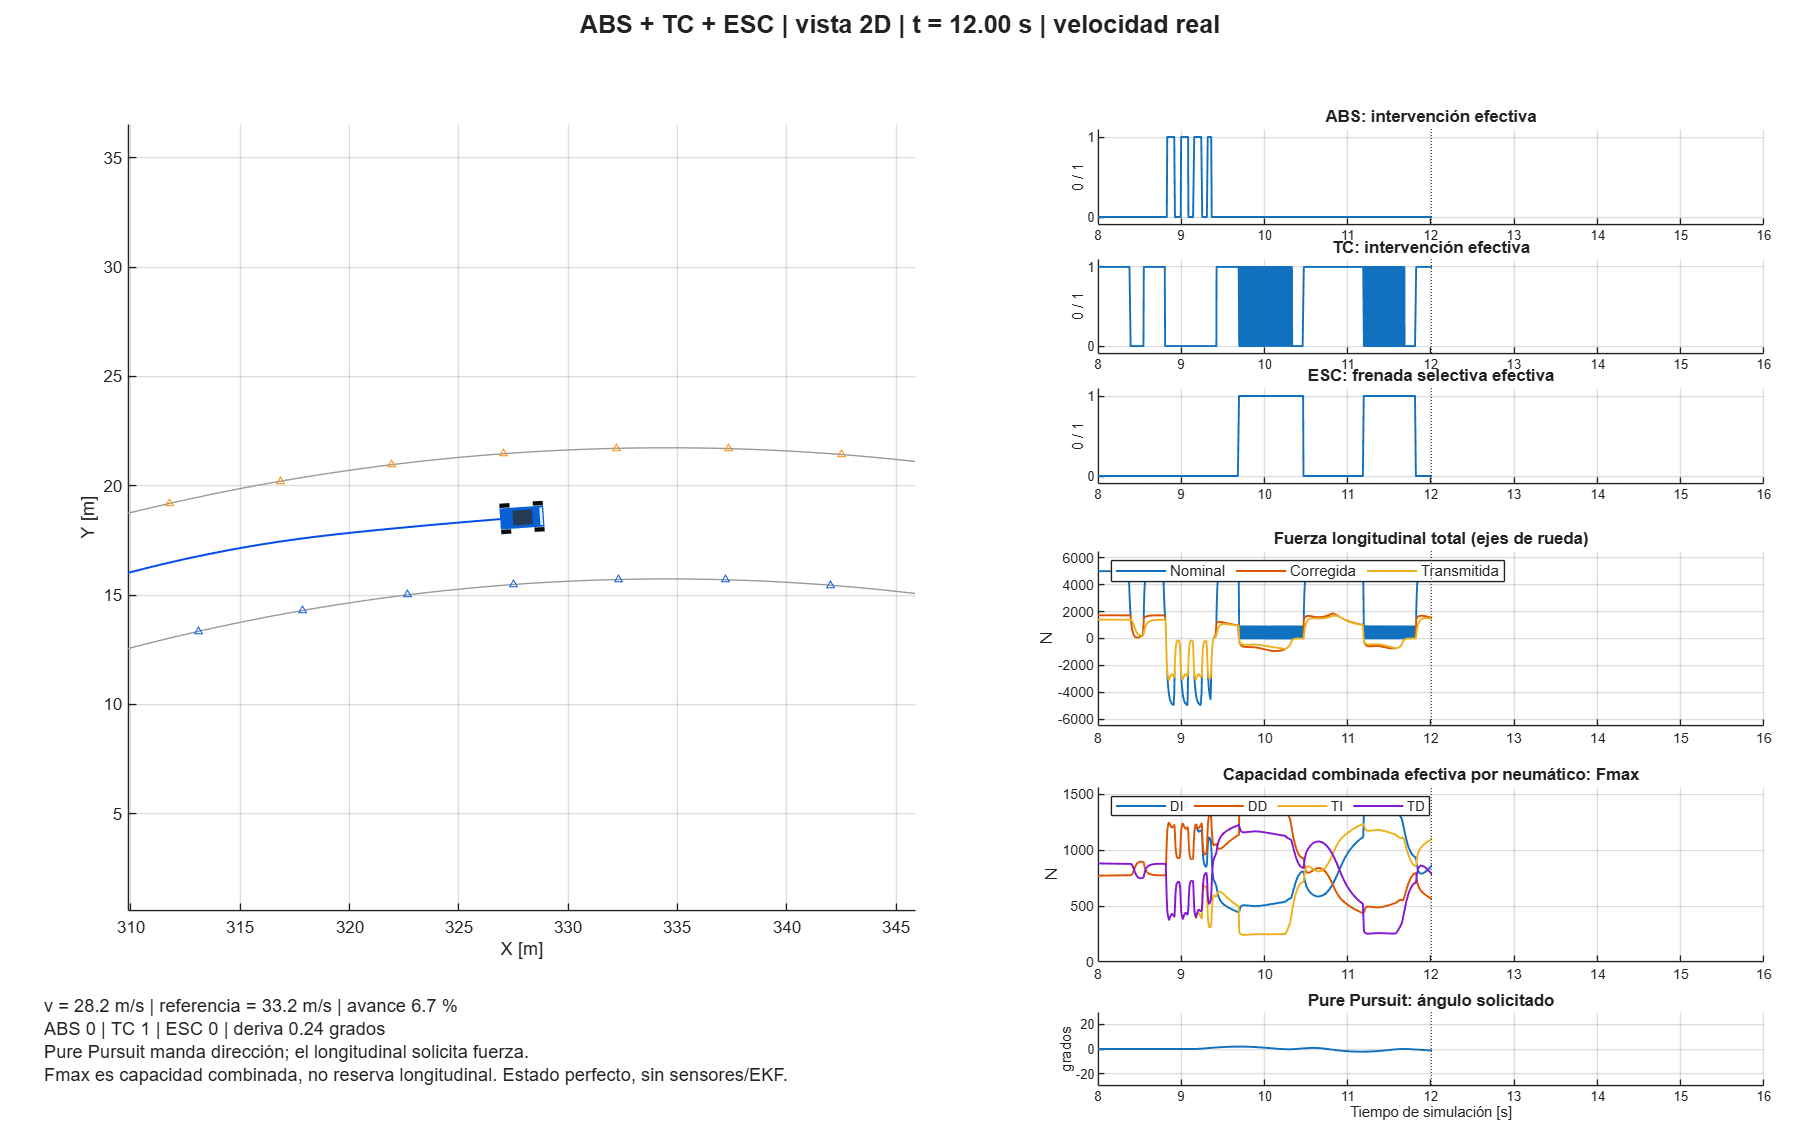 ABS + TC + ESC | vista 2D | t = 12.00 s | velocidad real
35
30
25
20
15
10
5
Y [m]
310 315 320 325 330 335 340 345
X [m]
v = 28.2 m/s | referencia = 33.2 m/s | avance 6.7 %
ABS 0 | TC 1 | ESC 0 | deriva 0.24 grados
Pure Pursuit manda dirección; el longitudinal solicita fuerza.
Fmax es capacidad combinada, no reserva longitudinal. Estado perfecto, sin sensores/EKF.
ABS: intervención efectiva
1
0
0 / 1
8 9 10 11 12 13 14 15 16
TC: intervención efectiva
1
0
0 / 1
8 9 10 11 12 13 14 15 16
ESC: frenada selectiva efectiva
1
0
0 / 1
8 9 10 11 12 13 14 15 16
Fuerza longitudinal total (ejes de rueda)
Nominal Corregida Transmitida
6000
4000
2000
0
-2000
-4000
-6000
N
8 9 10 11 12 13 14 15 16
Capacidad combinada efectiva por neumático: Fmax
DI DD TI TD
1500
1000
500
0
N
8 9 10 11 12 13 14 15 16
Pure Pursuit: ángulo solicitado
20
0
-20
grados
8 9 10 11 12 13 14 15 16
Tiempo de simulación [s]